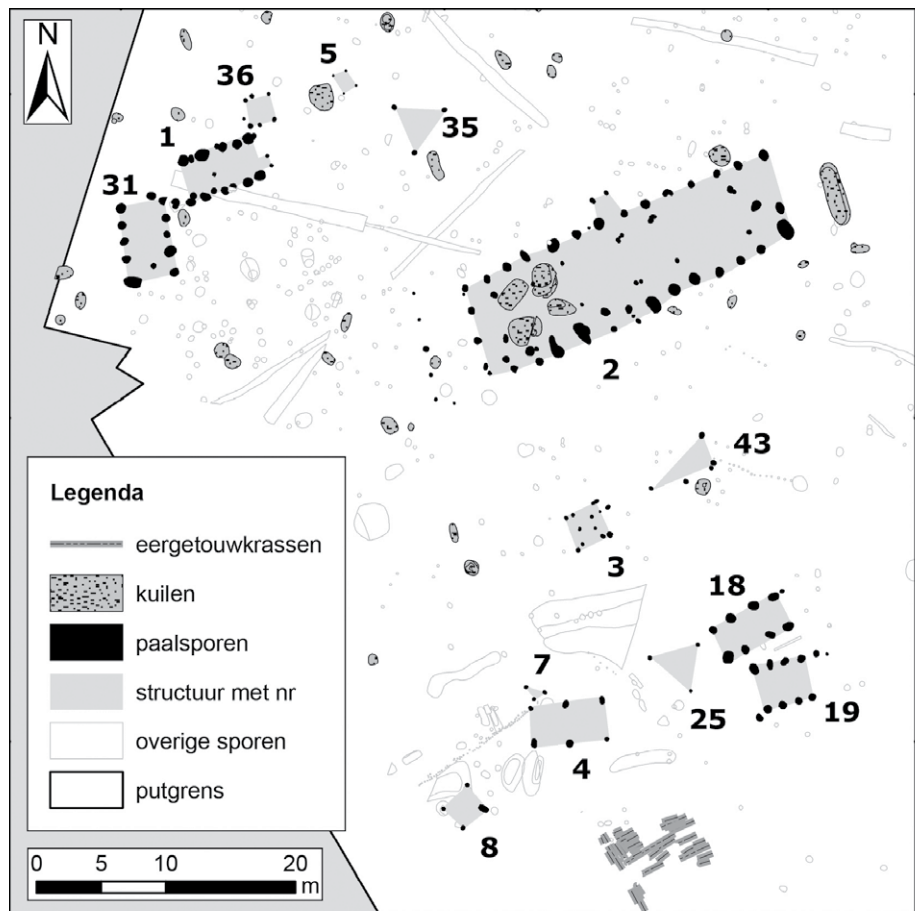 N
5
36
35
1
31
2
43
3
18
7
25
19
4
8
Legenda
eergetouwkrassen
kuilen
paalsporen
structuur met nr
overige sporen
putgrens
0 5 10 20
m